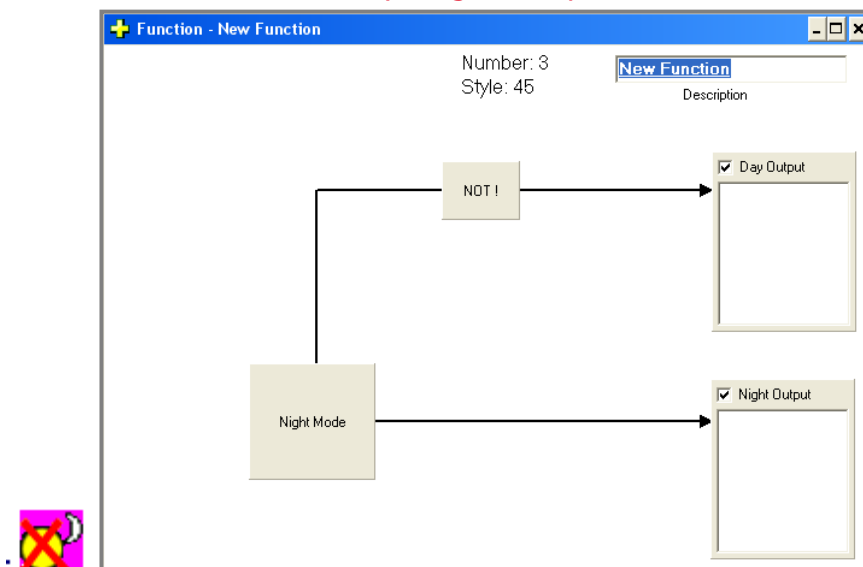 Function - New Function
Number: 3
New Function
Style: 45
Description
NOT !
Day Output
Night Mode
Night Output